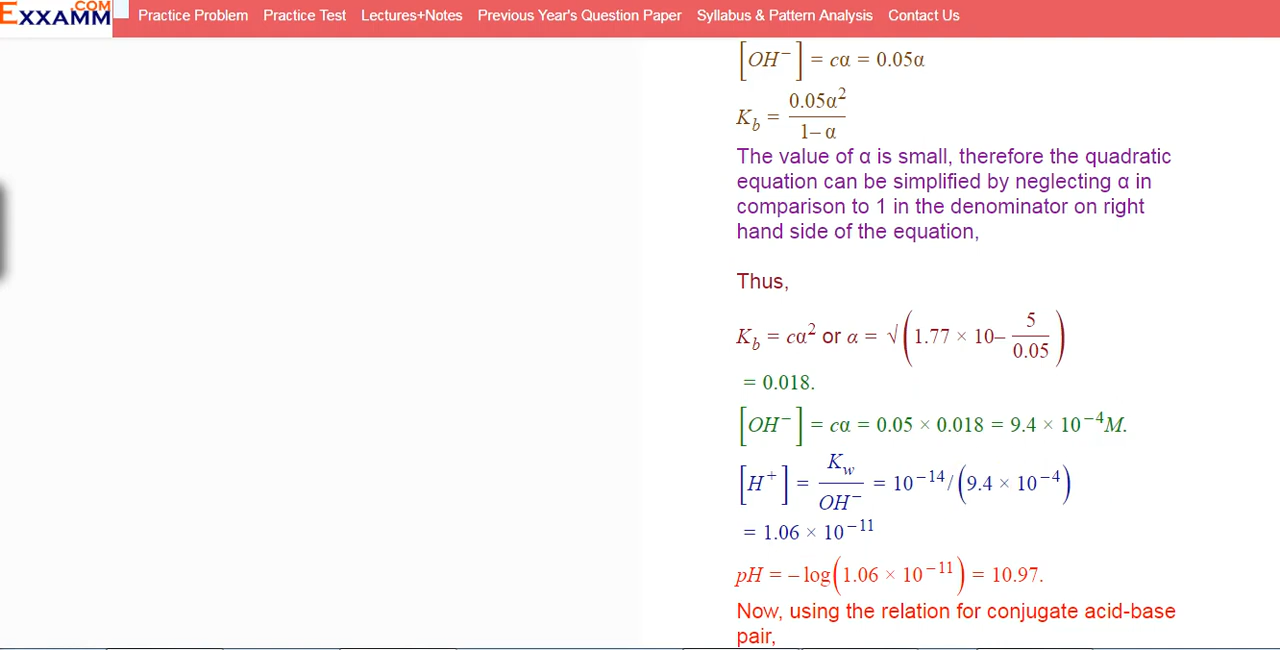 EXXAMM.COM Practice Problem Practice Test Lectures+Notes Previous Year's Question Paper Syllabus & Pattern Analysis Contact Us
[OH⁻] = cα = 0.05α
K_b = 0.05α² / 1– α
The value of α is small, therefore the quadratic
equation can be simplified by neglecting α in
comparison to 1 in the denominator on right
hand side of the equation,
Thus,
K_b = cα² or α = √(1.77 × 10– 5/0.05)
= 0.018.
[OH⁻] = cα = 0.05 × 0.018 = 9.4 × 10⁻⁴M.
[H⁺] = K_w / OH⁻ = 10⁻¹⁴/(9.4 × 10⁻⁴)
= 1.06 × 10⁻¹¹
pH = – log(1.06 × 10⁻¹¹) = 10.97.
Now, using the relation for conjugate acid-base
pair,